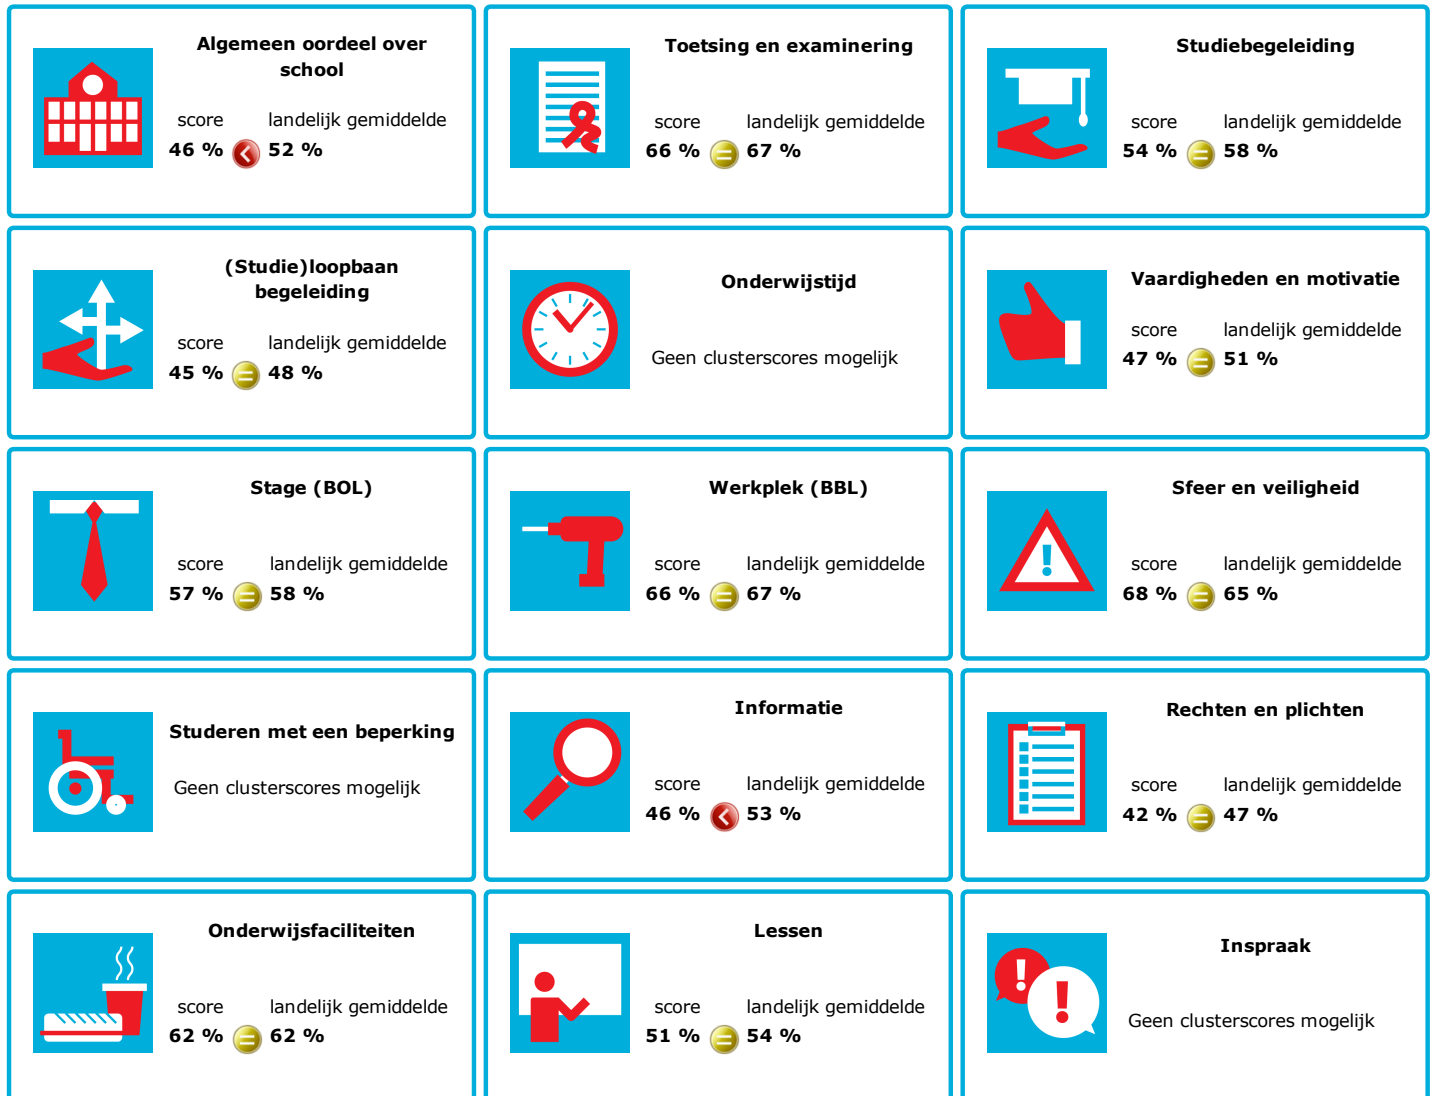 Algemeen oordeel over
school
score landelijk gemiddelde
46 % 52 %
Toetsing en examinering
score landelijk gemiddelde
66 % = 67 %
Studiebegeleiding
score landelijk gemiddelde
54 % = 58 %
(Studie)loopbaan
begeleiding
score landelijk gemiddelde
45 % = 48 %
Onderwijstijd
Geen clusterscores mogelijk
Vaardigheden en motivatie
score landelijk gemiddelde
47 % = 51 %
Stage (BOL)
score landelijk gemiddelde
57 % = 58 %
Werkplek (BBL)
score landelijk gemiddelde
66 % = 67 %
Sfeer en veiligheid
score landelijk gemiddelde
68 % = 65 %
Studeren met een beperking
Geen clusterscores mogelijk
Informatie
score landelijk gemiddelde
46 % 53 %
Rechten en plichten
score landelijk gemiddelde
42 % = 47 %
Onderwijsfaciliteiten
score landelijk gemiddelde
62 % = 62 %
Lessen
score landelijk gemiddelde
51 % = 54 %
Inspraak
Geen clusterscores mogelijk